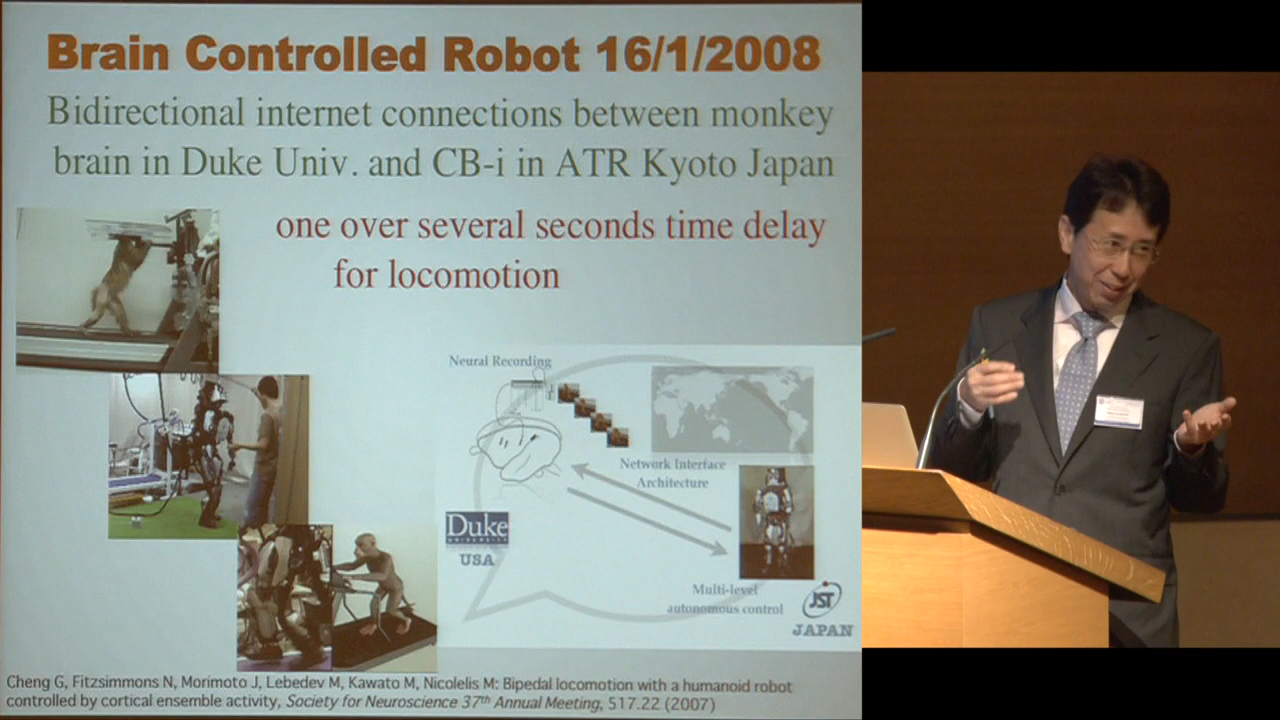 Brain Controlled Robot 16/1/2008
Bidirectional internet connections between monkey
brain in Duke Univ. and CB-i in ATR Kyoto Japan
one over several seconds time delay
for locomotion
Neural Recording
Network Interface
Architecture
Duke
UNIVERSITY
USA
Multi-level
autonomous control
JST
JAPAN
Cheng G, Fitzsimmons N, Morimoto J, Lebedev M, Kawato M, Nicolelis M: Bipedal locomotion with a humanoid robot
controlled by cortical ensemble activity, Society for Neuroscience 37th Annual Meeting, 517.22 (2007)